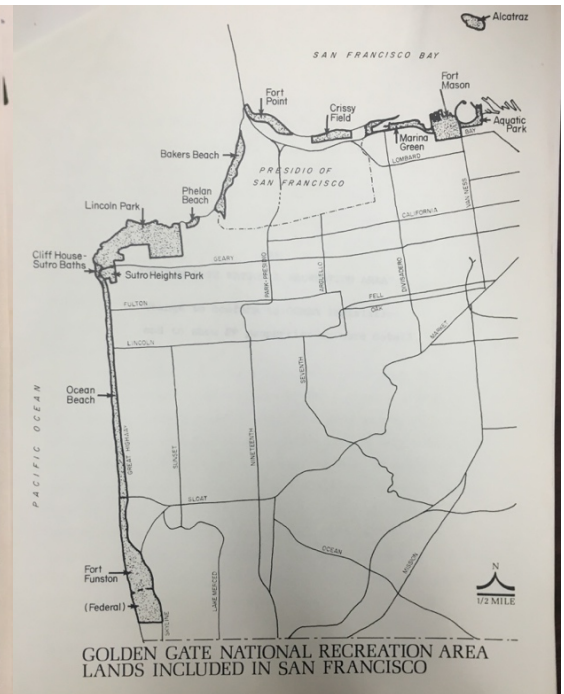 Alcatraz
SAN FRANCISCO BAY
Fort
Mason
Fort
Point
Crissy
Field
Aquatic
Park
Marina
Green
BAY
LOMBARD
VAN NESS
Bakers Beach
PRESIDIO OF
SAN FRANCISCO
Phelan
Beach
Lincoln Park
CALIFORNIA
Cliff House-
Sutro Baths
GEARY
Sutro Heights Park
PARK-PRESIDIO
ARGUELLO
DIVISADERO
FULTON
FELL
OAK
MARKET
LINCOLN
SEVENTH
PACIFIC OCEAN
Ocean
Beach
GREAT HIGHWAY
SUNSET
NINETEENTH
SLOAT
OCEAN
MISSION
Fort
Funston
(Federal)
SKYLINE
LAKE MERCED
N
1/2 MILE
GOLDEN GATE NATIONAL RECREATION AREA
LANDS INCLUDED IN SAN FRANCISCO